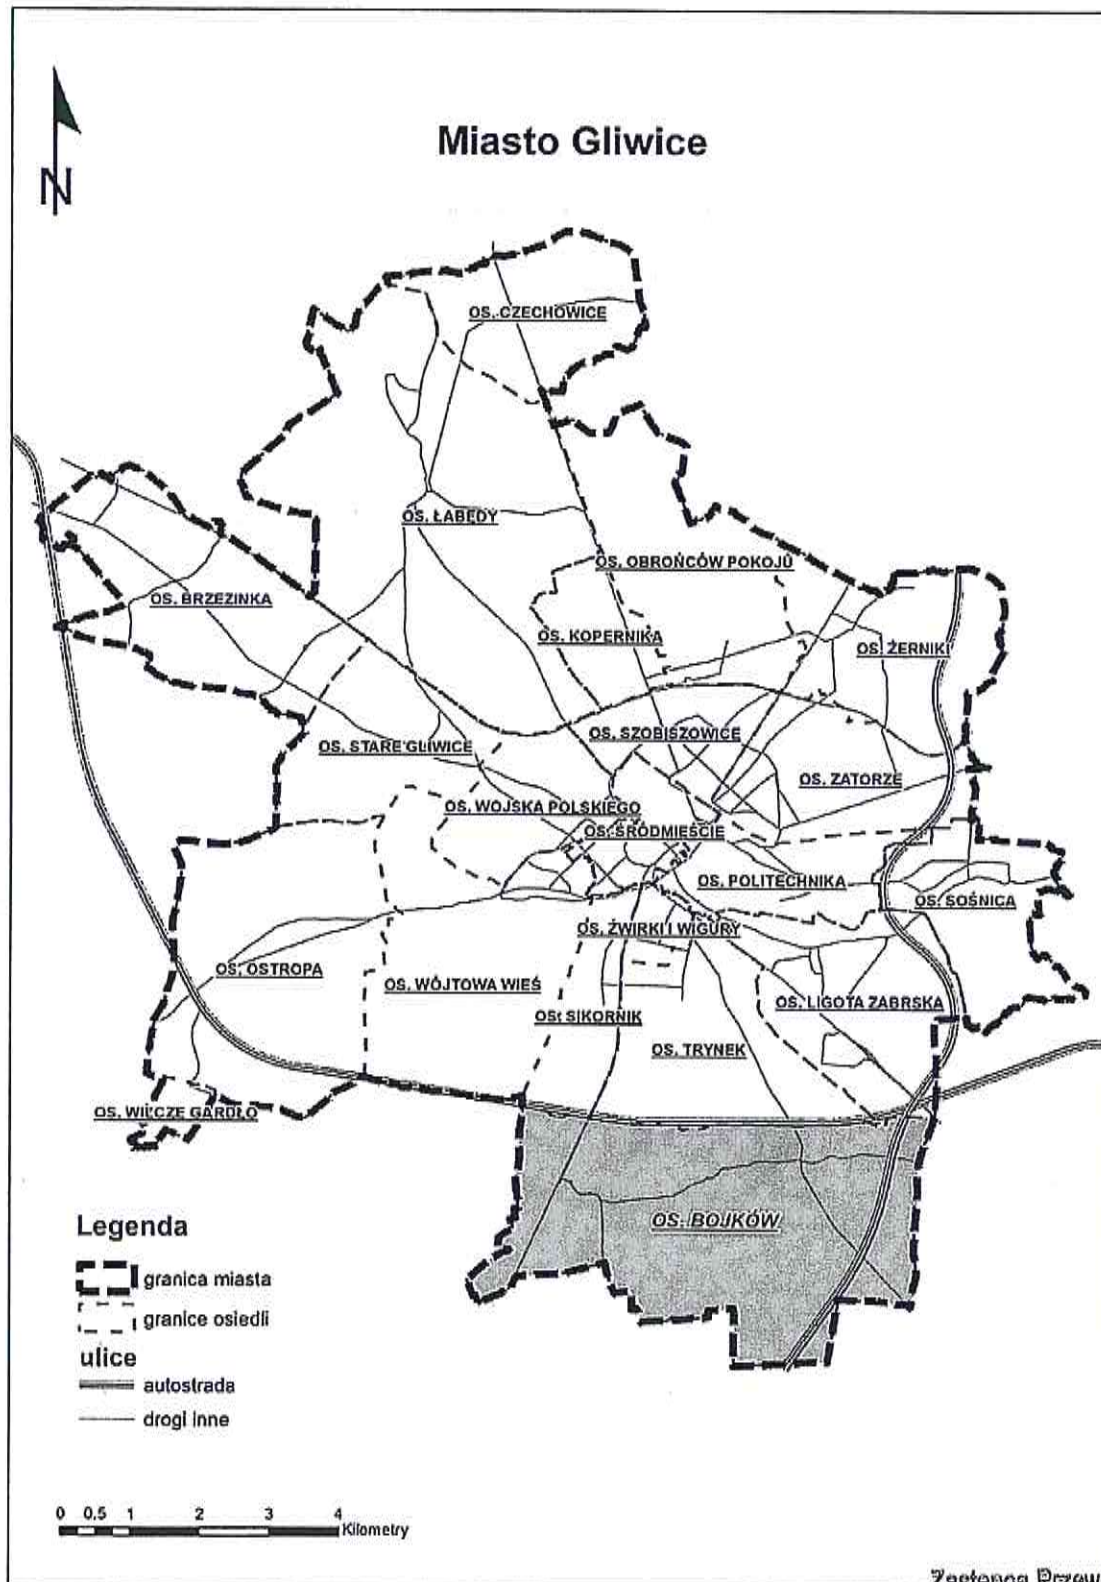 N
Miasto Gliwice
OS. CZECHOWICE
OS. ŁABĘDY
OS. OBROŃCÓW POKOJU
OS. BRZEZINKA
OS. KOPERNIKA
OS. ŻERNIKI
OS. SZOBISZOWICE
OS. STARE GLIWICE
OS. ZATORZE
OS. WOJSKA POLSKIEGO
OS. ŚRÓDMIEŚCIE
OS. POLITECHNIKA
OS. SOŚNICA
OS. ŻWIRKI I WIGURY
OS. OSTROPA
OS. WÓJTOWA WIEŚ
OS. LIGOTA ZABRSKA
OS. SIKORNIK
OS. TRYNEK
OS. WILCZE GARDŁO
OS. BOJKÓW
Legenda
granica miasta
granice osiedli
ulice
autostrada
drogi inne
0 0.5 1 2 3 4
Kilometry
Zastępca Przew